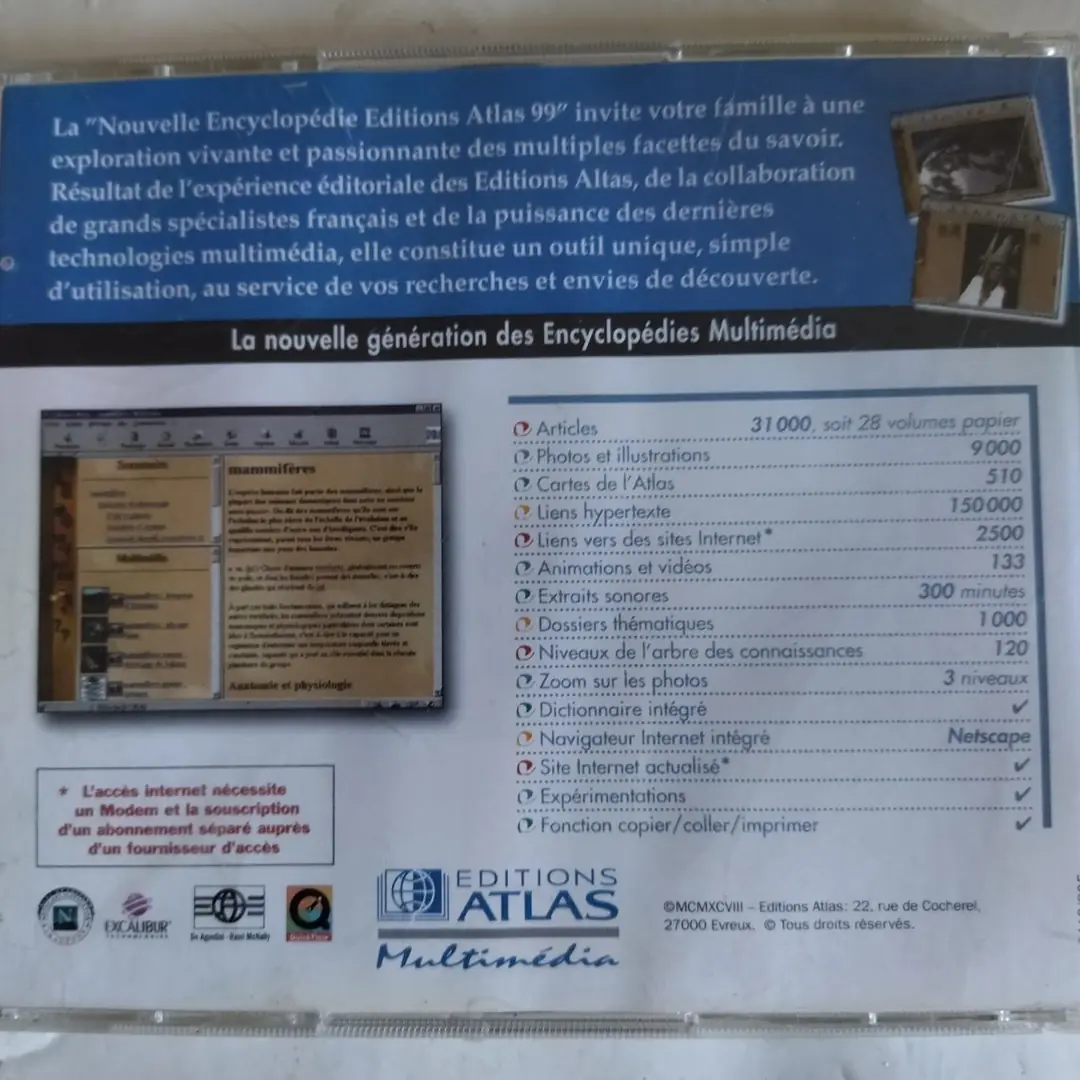 La "Nouvelle Encyclopédie Editions Atlas 99" invite votre famille à une
exploration vivante et passionnante des multiples facettes du savoir.
Résultat de l'expérience éditoriale des Editions Altas, de la collaboration
de grands spécialistes français et de la puissance des dernières
technologies multimédia, elle constitue un outil unique, simple
d'utilisation, au service de vos recherches et envies de découverte.
La nouvelle génération des Encyclopédies Multimédia
Sommaire
mammifères
Multimédia
Anatomie et physiologie
Articles 31000, soit 28 volumes papier
Photos et illustrations 9000
Cartes de l'Atlas 510
Liens hypertexte 150000
Liens vers des sites Internet* 2500
Animations et vidéos 133
Extraits sonores 300 minutes
Dossiers thématiques 1000
Niveaux de l'arbre des connaissances 120
Zoom sur les photos 3 niveaux
Dictionnaire intégré ✓
Navigateur Internet intégré Netscape
Site Internet actualisé* ✓
Expérimentations ✓
Fonction copier/coller/imprimer ✓
* L'accès internet nécessite
un Modem et la souscription
d'un abonnement séparé auprès
d'un fournisseur d'accès
N
EXCALIBUR
TECHNOLOGIES
De Agostini - Rand McNally
QuickTime
EDITIONS
ATLAS
Multimédia
©MCMXCVIII – Editions Atlas: 22, rue de Cocherel,
27000 Evreux. © Tous droits réservés.